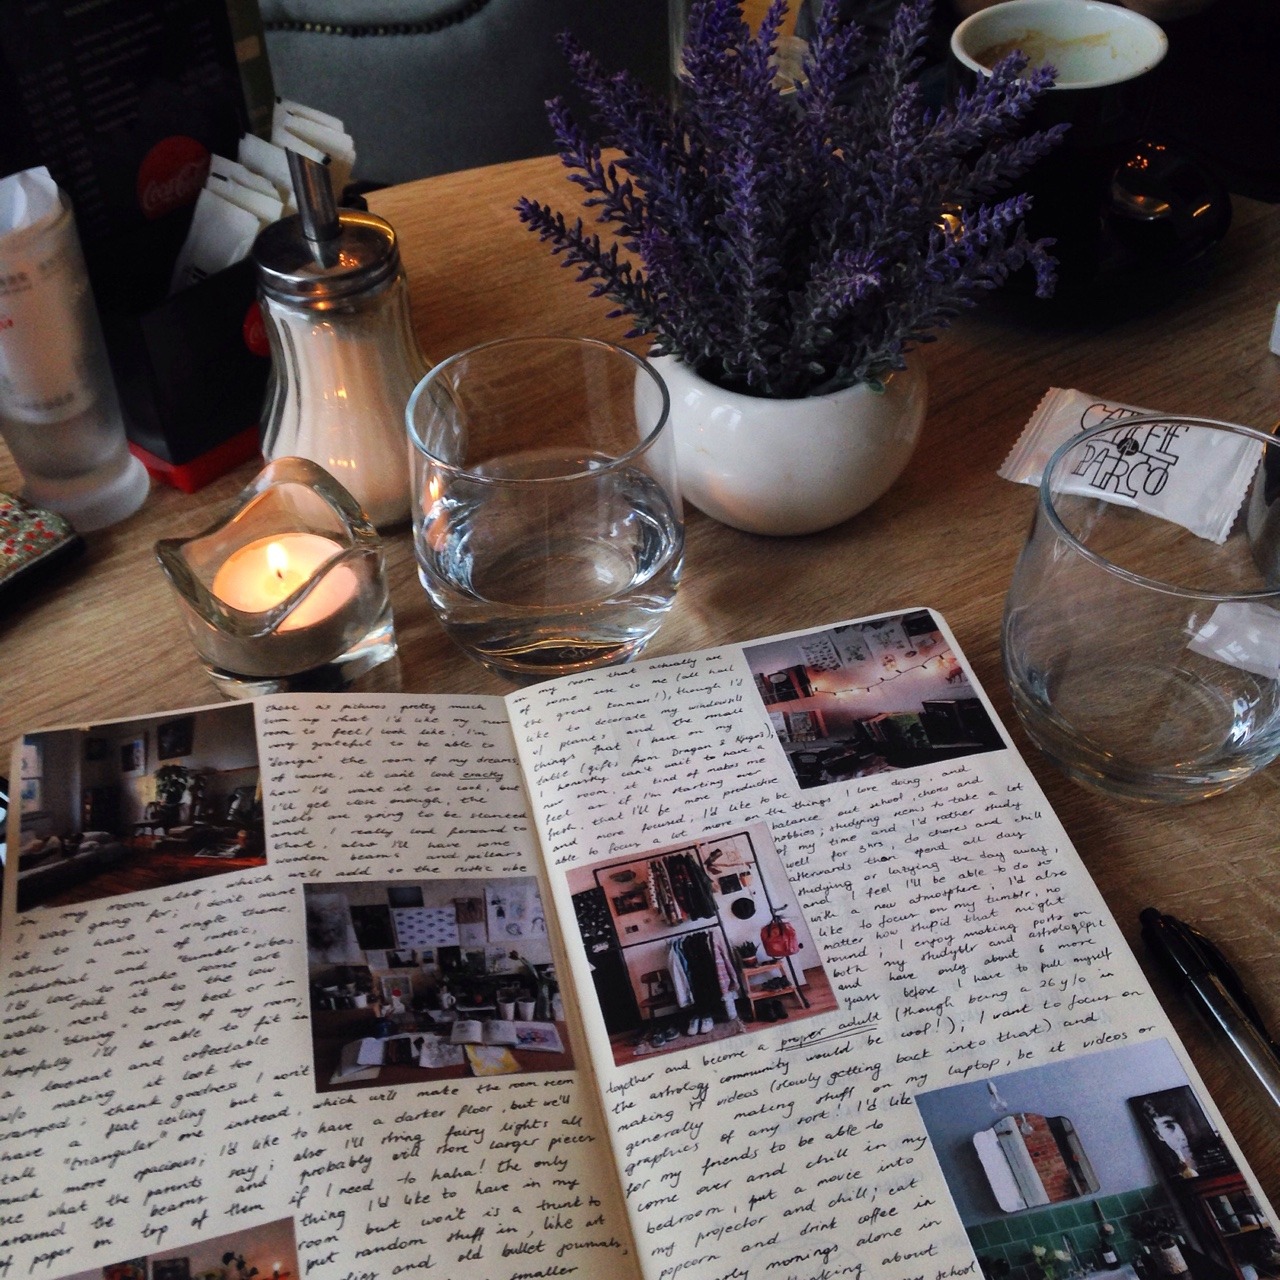 Coca-Cola
CAFFE
PARCO
these as pictures pretty much
sum up what I'd like my new
room to feel/look like; I'm
very grateful to be able to
"design" the room of my dreams,
of course, it can't look exactly
how I'd want it to look, but
I'll get close enough, the
walls are going to be slanted
and I really look forward to
that, also I'll have some
wooden beams and pillars
in my room also, which will add to the rustic vibe
I was going for; I don't want
it to have a single theme,
rather a mix of rustic,
industrial and "tumblr" vibes.
I'd love to make some art
and stick it to the low
walls, next to my bed or in
the "living" area of my room;
hopefully I'll be able to fit in
a loveseat and coffeetable
w/o making it look too
cramped, thank goodness I won't
have a flat ceiling but a
tall "triangular" one instead, which will make the room seem
much more spacious; I'd like to have a darter floor, but we'll
see what the parents say; also I'll string fairy lights all
around the beams and probably will store larger pieces
of paper on top of them if I need to haha! the only
thing I'd like to have in my
room but won't is a trunk to
put random stuff in, like art
and old bullet journals,
smaller
in my room that actually are
of some use to me (all hail
the great konmari!), though I'd
like to decorate my windowsill
w/ plants and the small
things that I have on my
table (gifts from Dragan &
I honestly can't wait to have a
new room, it kind of makes me
feel as if I'm starting over
fresh, that I'll be more productive
and more focused; I'd like to be
able to focus a lot more on the things I love doing, and
balance out school, chores and
hobbies; studying seems to take a lot
of my time and I'd rather study
well for 3hrs, do chores and chill
afterwards than spend all day
studying or lazying the day away,
and I feel I'll be able to do so
with a new atmosphere; I'd also
like to focus on my tumblr, no
matter how stupid that might
sound; I enjoy making posts on
both my studyblr and
and have only about 6 more
years before I have to pull myself
together and become a proper adult (though being a 26 y/o in
the astrology community would be cool!); I want to focus on
making yt videos (slowly getting back into that) and
generally making stuff on my laptop, be it videos or
graphics of any sort! I'd like
for my friends to be able to
come over and chill in my
bedroom, put a movie into
my projector and chill; eat
popcorn and drink coffee in
early mornings alone in
thinking about
my school